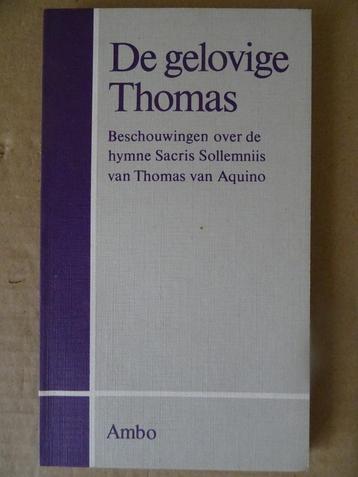 De gelovige
Thomas
Beschouwingen over de
hymne Sacris Sollemniis
van Thomas van Aquino
Ambo